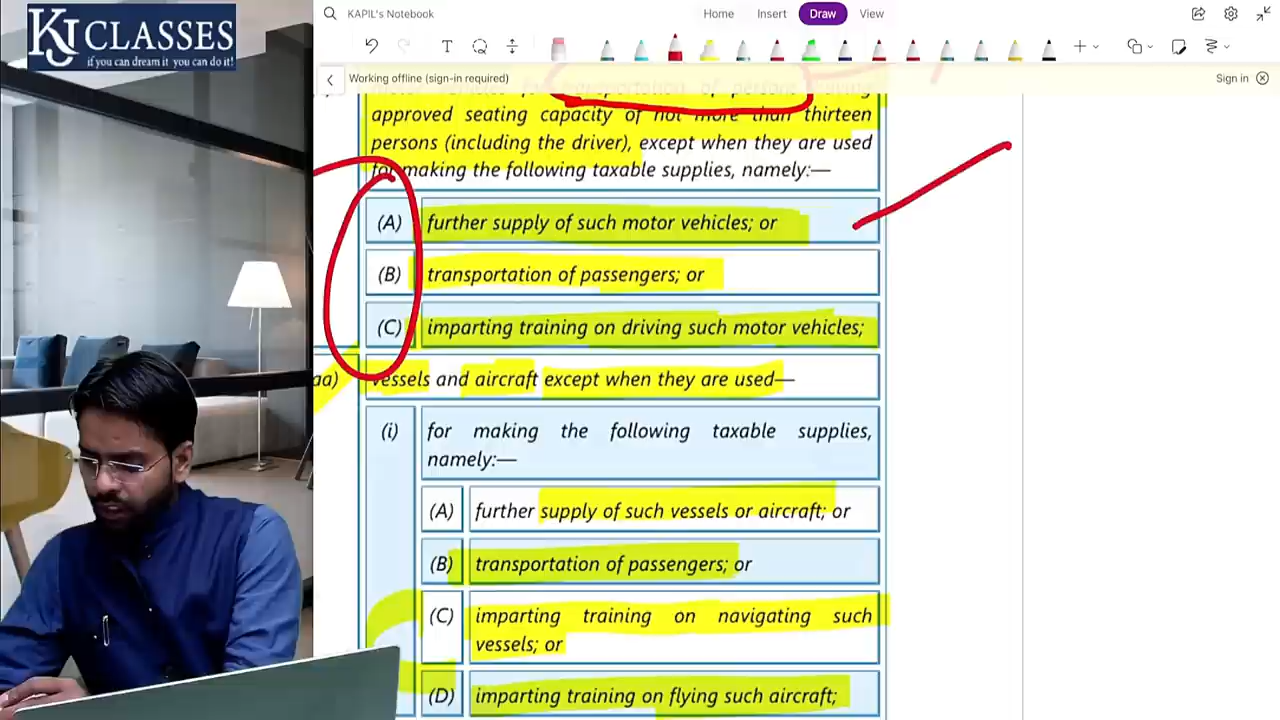 KJ CLASSES
if you can dream it you can do it!
KAPIL's Notebook
Home Insert Draw View
Working offline (sign-in required)
Sign in
of
approved seating capacity of not more than thirteen
persons (including the driver), except when they are used
for making the following taxable supplies, namely:—
(A) further supply of such motor vehicles; or
(B) transportation of passengers; or
(C) imparting training on driving such motor vehicles;
aa) vessels and aircraft except when they are used—
(i) for making the following taxable supplies,
namely:—
(A) further supply of such vessels or aircraft; or
(B) transportation of passengers; or
(C) imparting training on navigating such
vessels; or
(D) imparting training on flying such aircraft;